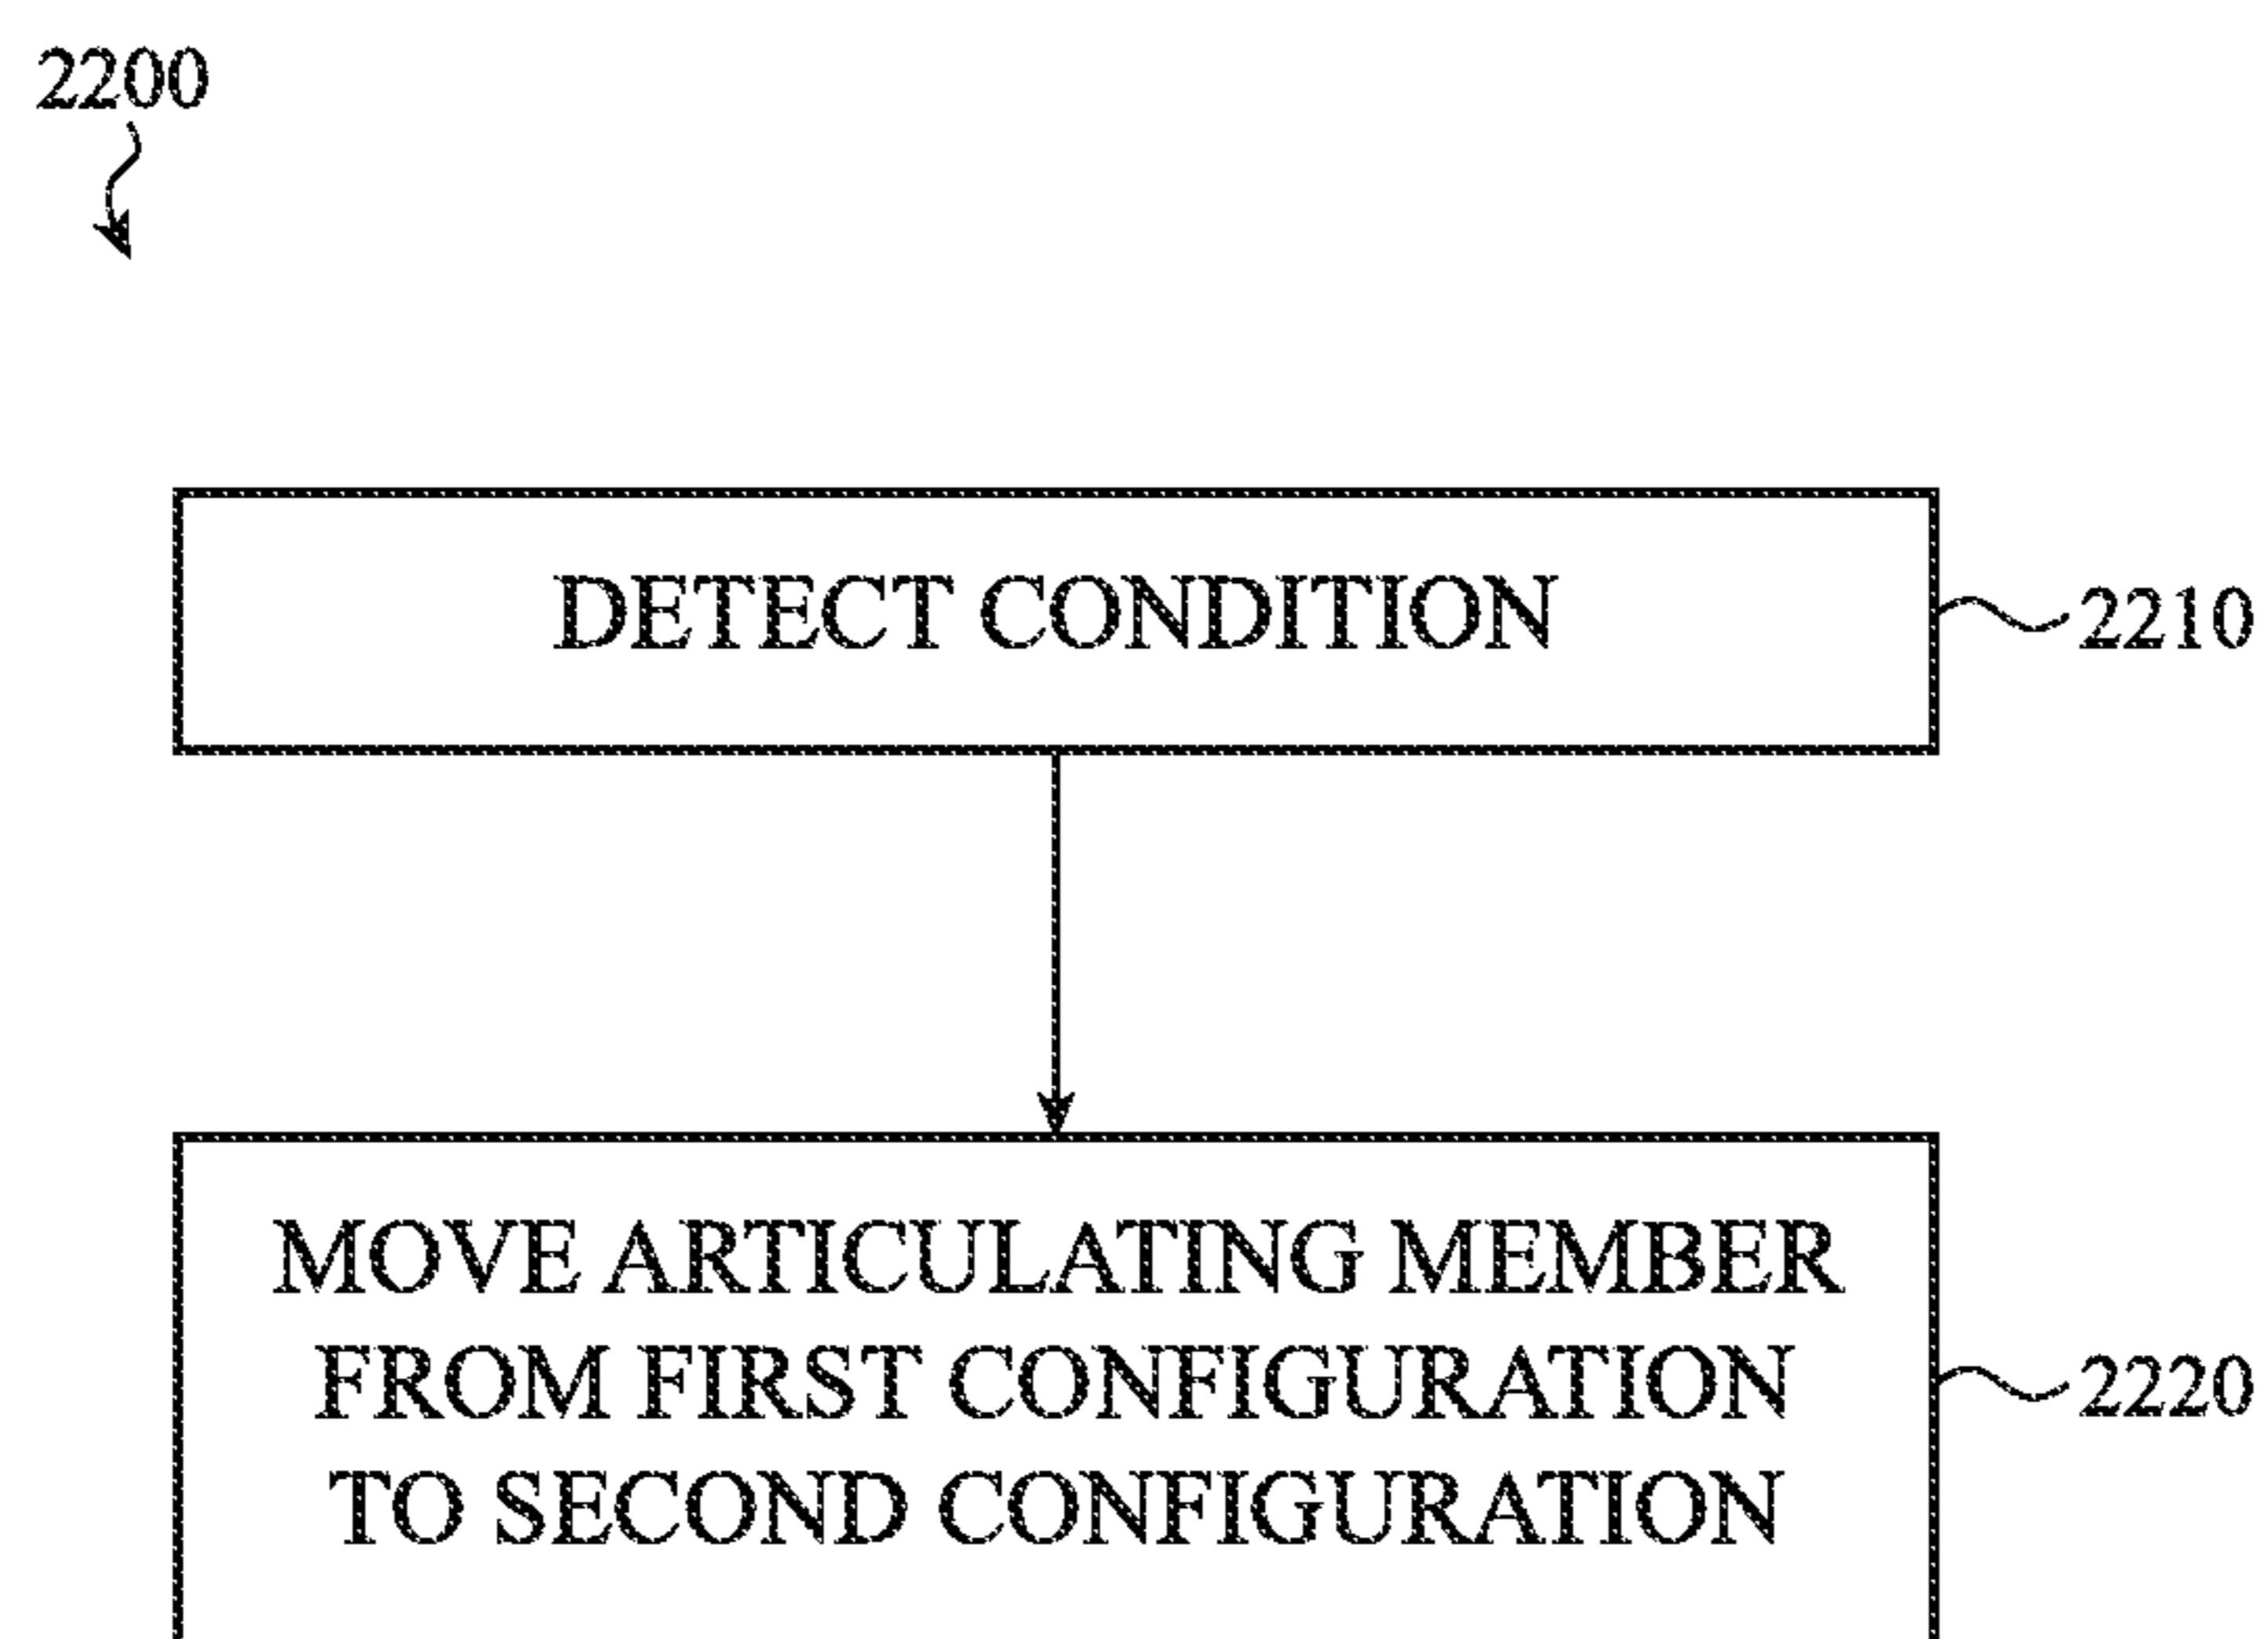 2200
DETECT CONDITION
2210
MOVE ARTICULATING MEMBER
FROM FIRST CONFIGURATION
2220
TO SECOND CONFIGURATION